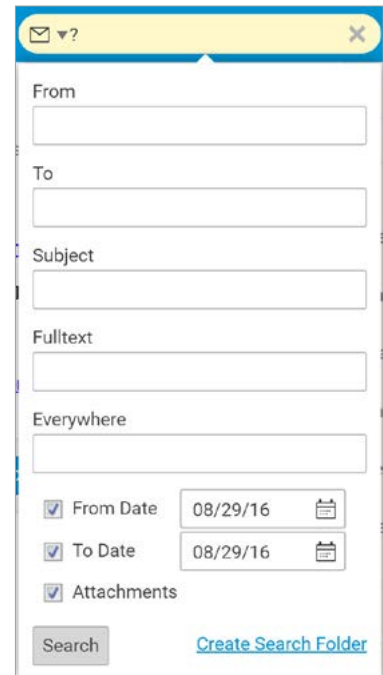 ?
From
To
Subject
Fulltext
Everywhere
From Date 08/29/16
To Date 08/29/16
Attachments
Search Create Search Folder